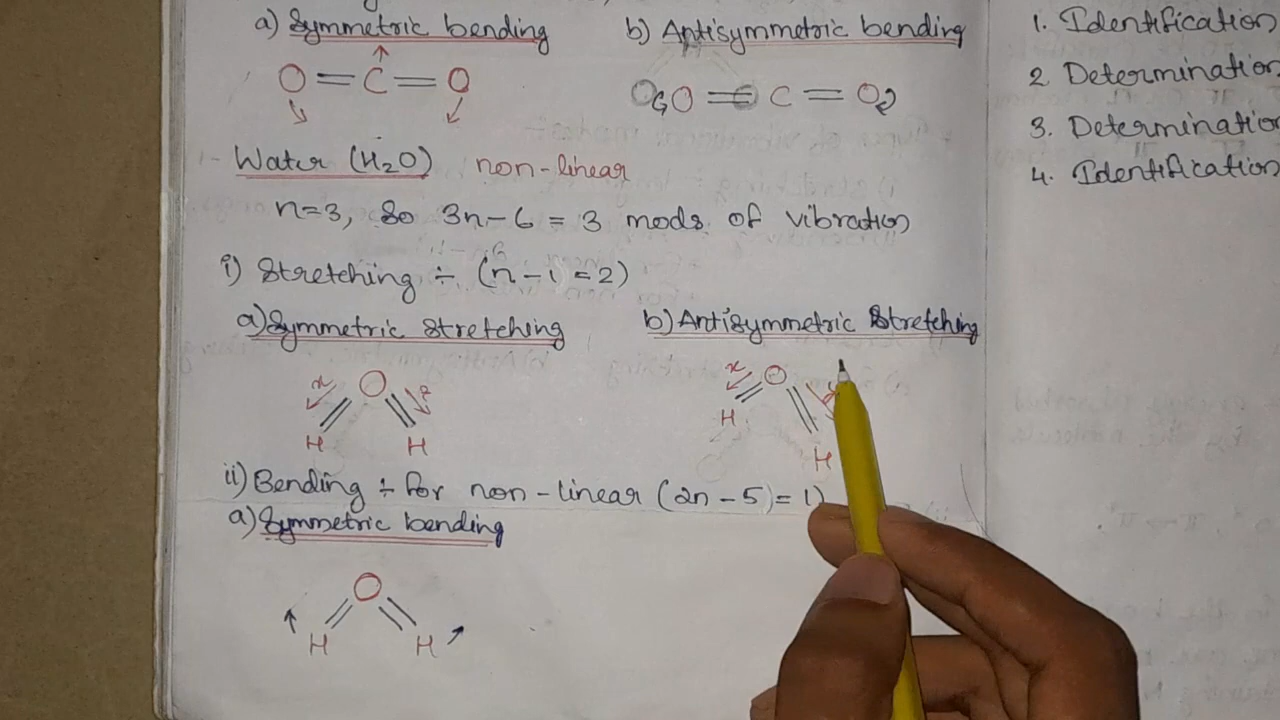 a) Symmetric bending
b) Antisymmetric bending
O = C = O
O = C = O
Water (H₂O) non-linear
n=3, So 3n-6 = 3 mods of vibration
i) Stretching ÷ (n-1 = 2)
a) Symmetric Stretching
b) Antisymmetric Stretching
x O
H H
x O
H H
ii) Bending ÷ for non-linear (2n-5) = 1)
a) Symmetric bending
O
H H
1. Identification
2 Determination
3. Determination
4. Identification